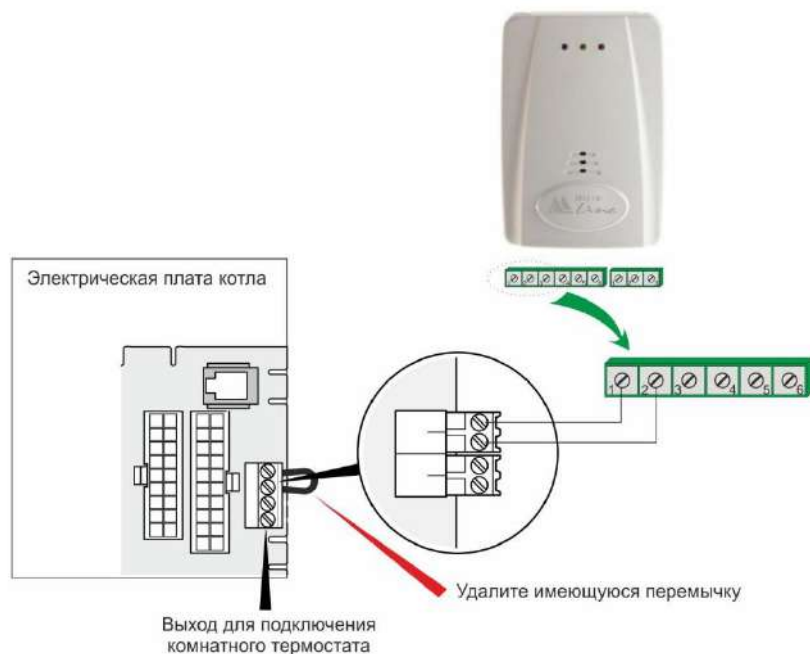 Электрическая плата котла
1 2 3 4 5 6
Удалите имеющуюся перемычку
Выход для подключения
комнатного термостата